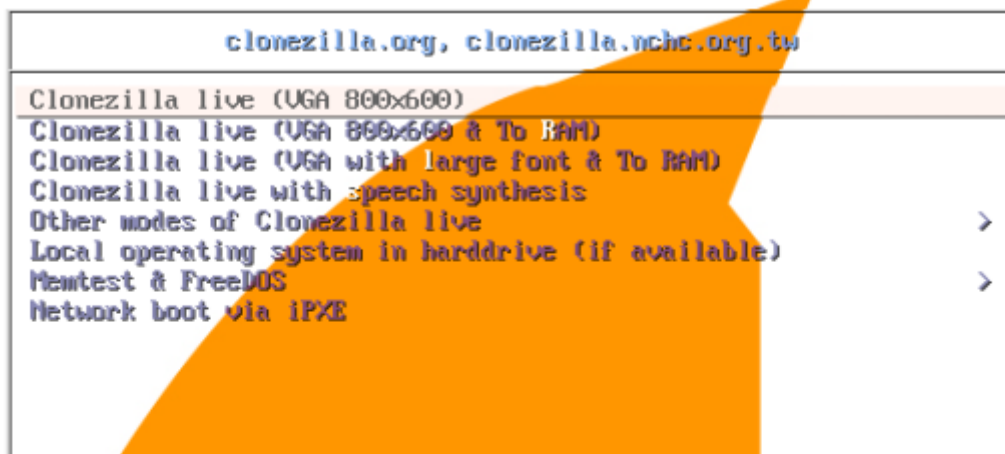 clonezilla.org, clonezilla.nchc.org.tw
Clonezilla live (VGA 800x600)
Clonezilla live (VGA 800x600 & To RAM)
Clonezilla live (VGA with large font & To RAM)
Clonezilla live with speech synthesis
Other modes of Clonezilla live >
Local operating system in harddrive (if available)
Memtest & FreeDOS >
Network boot via iPXE